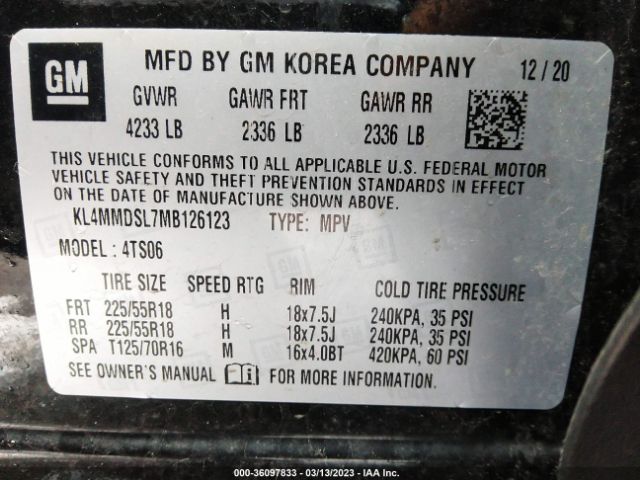 GM
MFD BY GM KOREA COMPANY 12/20
GVWR GAWR FRT GAWR RR
4233 LB 2336 LB 2336 LB
THIS VEHICLE CONFORMS TO ALL APPLICABLE U.S. FEDERAL MOTOR
VEHICLE SAFETY AND THEFT PREVENTION STANDARDS IN EFFECT
ON THE DATE OF MANUFACTURE SHOWN ABOVE.
KL4MMDSL7MB126123 TYPE: MPV
MODEL: 4TS06
TIRE SIZE SPEED RTG RIM COLD TIRE PRESSURE
FRT 225/55R18 H 18x7.5J 240KPA, 35 PSI
RR 225/55R18 H 18x7.5J 240KPA, 35 PSI
SPA T125/70R16 M 16x4.0BT 420KPA, 60 PSI
SEE OWNER'S MANUAL FOR MORE INFORMATION.
000-36097833 - 03/13/2023 - IAA Inc.